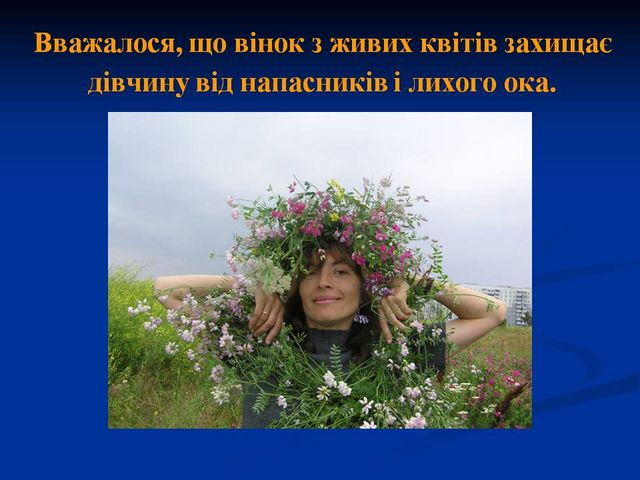 Вважалося, що вінок з живих квітів захищає
дівчину від напасників і лихого ока.